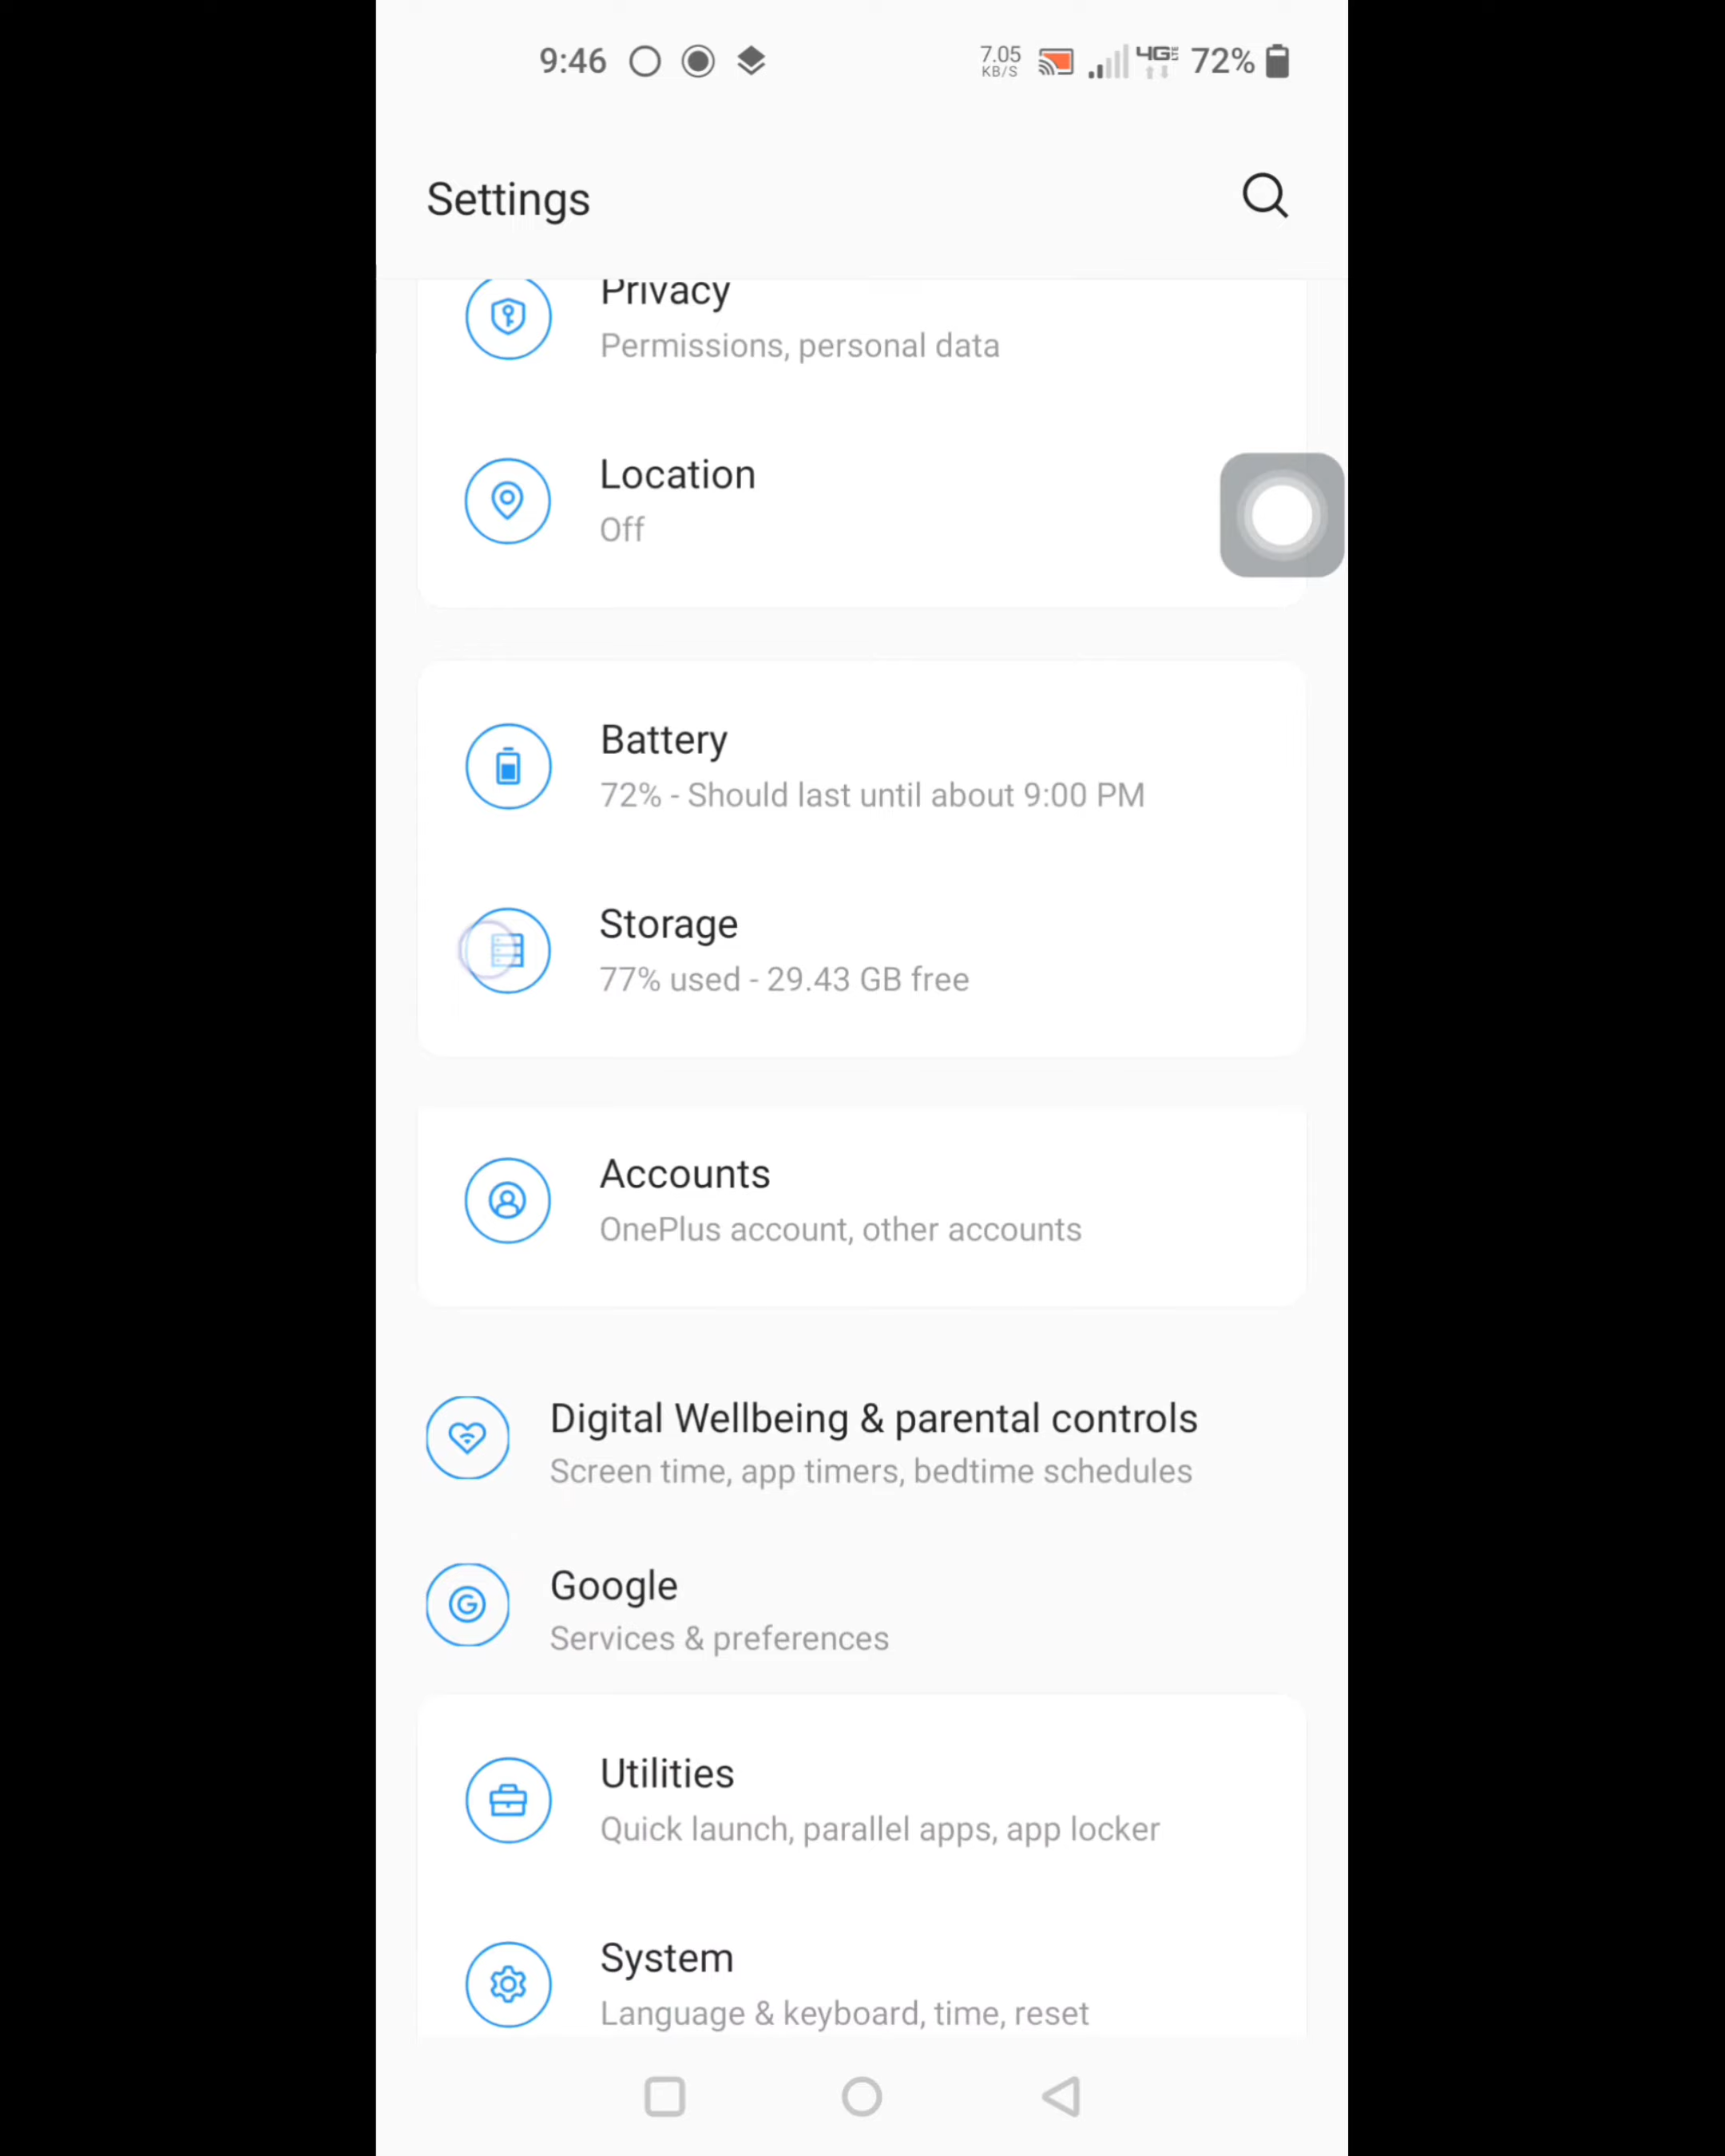 9:46
7.05
KB/S
4G LTE
72%
Settings
Privacy
Permissions, personal data
Location
Off
Battery
72% - Should last until about 9:00 PM
Storage
77% used - 29.43 GB free
Accounts
OnePlus account, other accounts
Digital Wellbeing & parental controls
Screen time, app timers, bedtime schedules
Google
Services & preferences
Utilities
Quick launch, parallel apps, app locker
System
Language & keyboard, time, reset